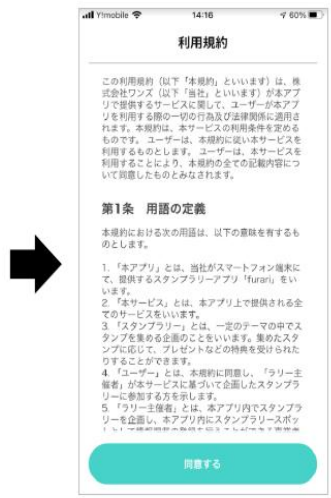 Y!mobile 14:16 60%
利用規約
この利用規約（以下「本規約」といいます）は、株
式会社ワンズ（以下「当社」といいます）が本アプ
リで提供するサービスに関して、ユーザーが本アプ
リを利用する際の一切の行為及び法律関係に適用さ
れます。本規約は、本サービスの利用条件を定める
ものです。 ユーザーは、本規約に従い本サービスを
利用するものとします。 ユーザーは、本サービスを
利用することにより、本規約の全ての記載内容につ
いて同意したものとみなされます。
第1条 用語の定義
本規約における次の用語は、以下の意味を有するも
のとします。
1. 「本アプリ」とは、当社がスマートフォン端末に
て、提供するスタンプラリーアプリ「furari」をい
います。
2. 「本サービス」とは、本アプリ上で提供される全
てのサービスをいいます。
3. 「スタンプラリー」とは、一定のテーマの中でス
タンプを集める企画のことをいいます。集めたスタ
ンプに応じて、プレゼントなどの特典を受けられた
りすることができます。
4. 「ユーザー」とは、本規約に同意し、「ラリー主
催者」が本サービスに基づいて企画したスタンプラ
リーに参加する方を示します。
5. 「ラリー主催者」とは、本アプリ内でスタンプラ
リーを企画し、本アプリ内にスタンプラリースポッ
同意する